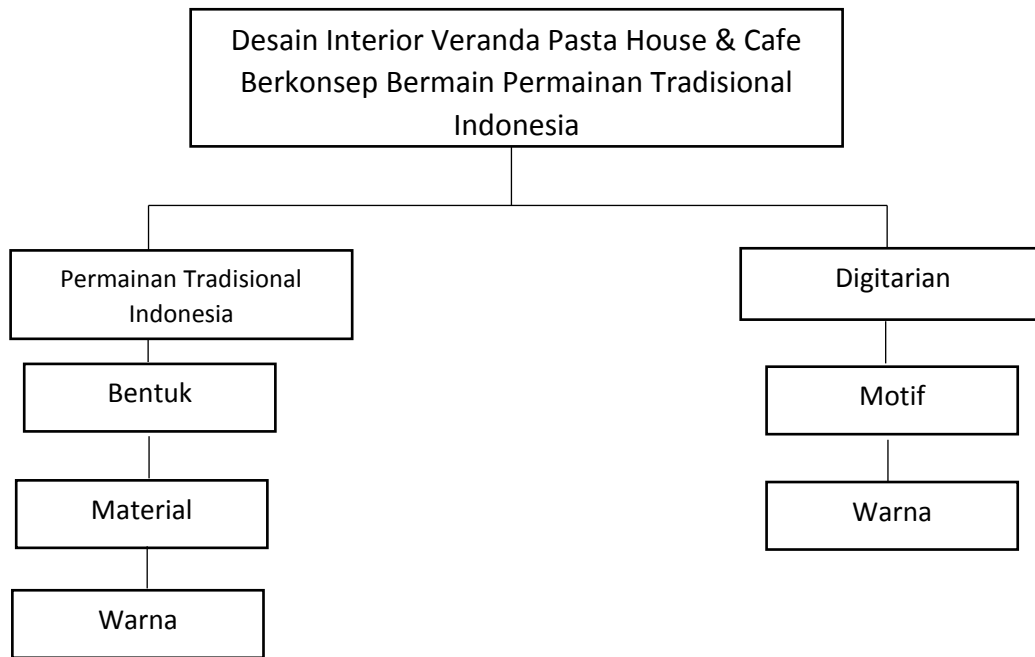 Desain Interior Veranda Pasta House & Cafe
Berkonsep Bermain Permainan Tradisional
Indonesia
Permainan Tradisional
Indonesia
Digitarian
Bentuk
Motif
Material
Warna
Warna